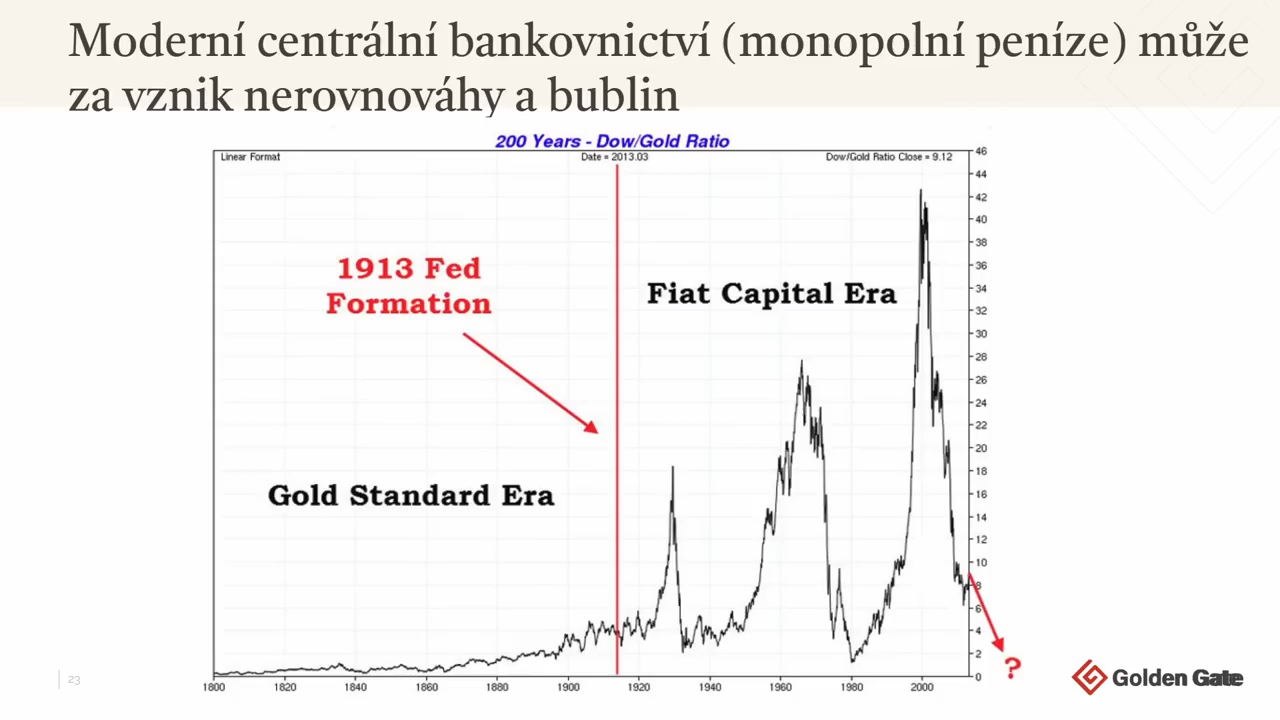 Moderní centrální bankovnictví (monopolní peníze) může
za vznik nerovnováhy a bublin
200 Years - Dow/Gold Ratio
Linear Format
Date = 2013.03
Dow/Gold Ratio Close = 9.12
46
44
42
40
38
36
34
32
30
28
26
24
22
20
18
16
14
12
10
8
6
4
2
0
1913 Fed
Formation
Fiat Capital Era
Gold Standard Era
?
1800 1820 1840 1860 1880 1900 1920 1940 1960 1980 2000
23
Golden Gate